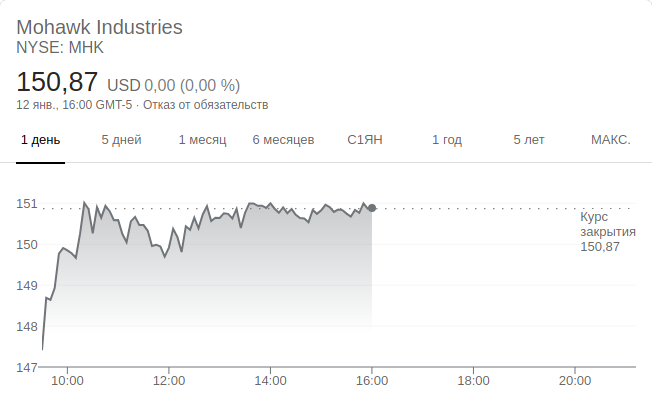 Mohawk Industries
NYSE: MHK
150,87 USD 0,00 (0,00 %)
12 янв., 16:00 GMT-5 · Отказ от обязательств
1 день 5 дней 1 месяц 6 месяцев С1ЯН 1 год 5 лет МАКС.
151
Курс
закрытия
150,87
150
149
148
147
10:00 12:00 14:00 16:00 18:00 20:00